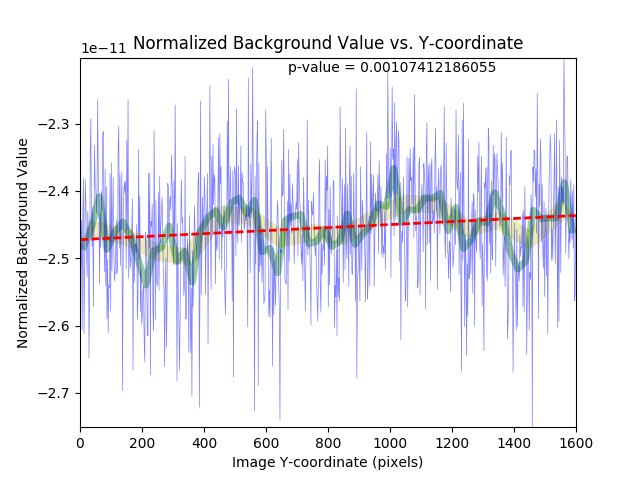 1e−11
Normalized Background Value vs. Y-coordinate
p-value = 0.00107412186055
−2.3
−2.4
−2.5
−2.6
−2.7
Normalized Background Value
0 200 400 600 800 1000 1200 1400 1600
Image Y-coordinate (pixels)